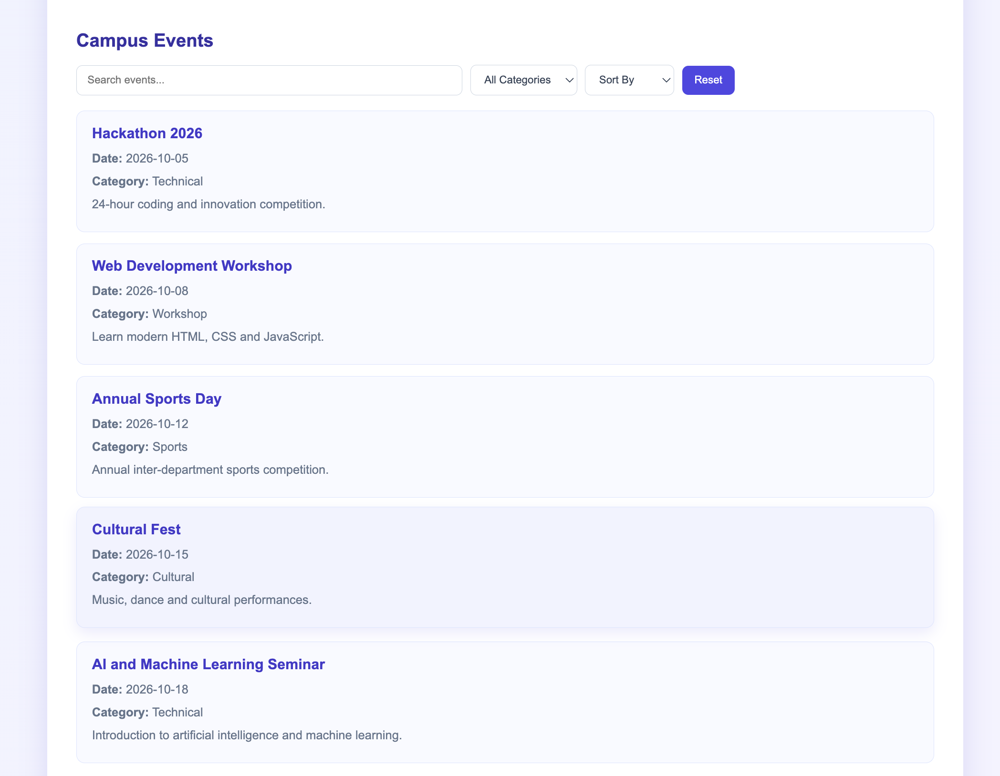 Campus Events
Search events...
All Categories
Sort By
Reset
Hackathon 2026
Date: 2026-10-05
Category: Technical
24-hour coding and innovation competition.
Web Development Workshop
Date: 2026-10-08
Category: Workshop
Learn modern HTML, CSS and JavaScript.
Annual Sports Day
Date: 2026-10-12
Category: Sports
Annual inter-department sports competition.
Cultural Fest
Date: 2026-10-15
Category: Cultural
Music, dance and cultural performances.
AI and Machine Learning Seminar
Date: 2026-10-18
Category: Technical
Introduction to artificial intelligence and machine learning.